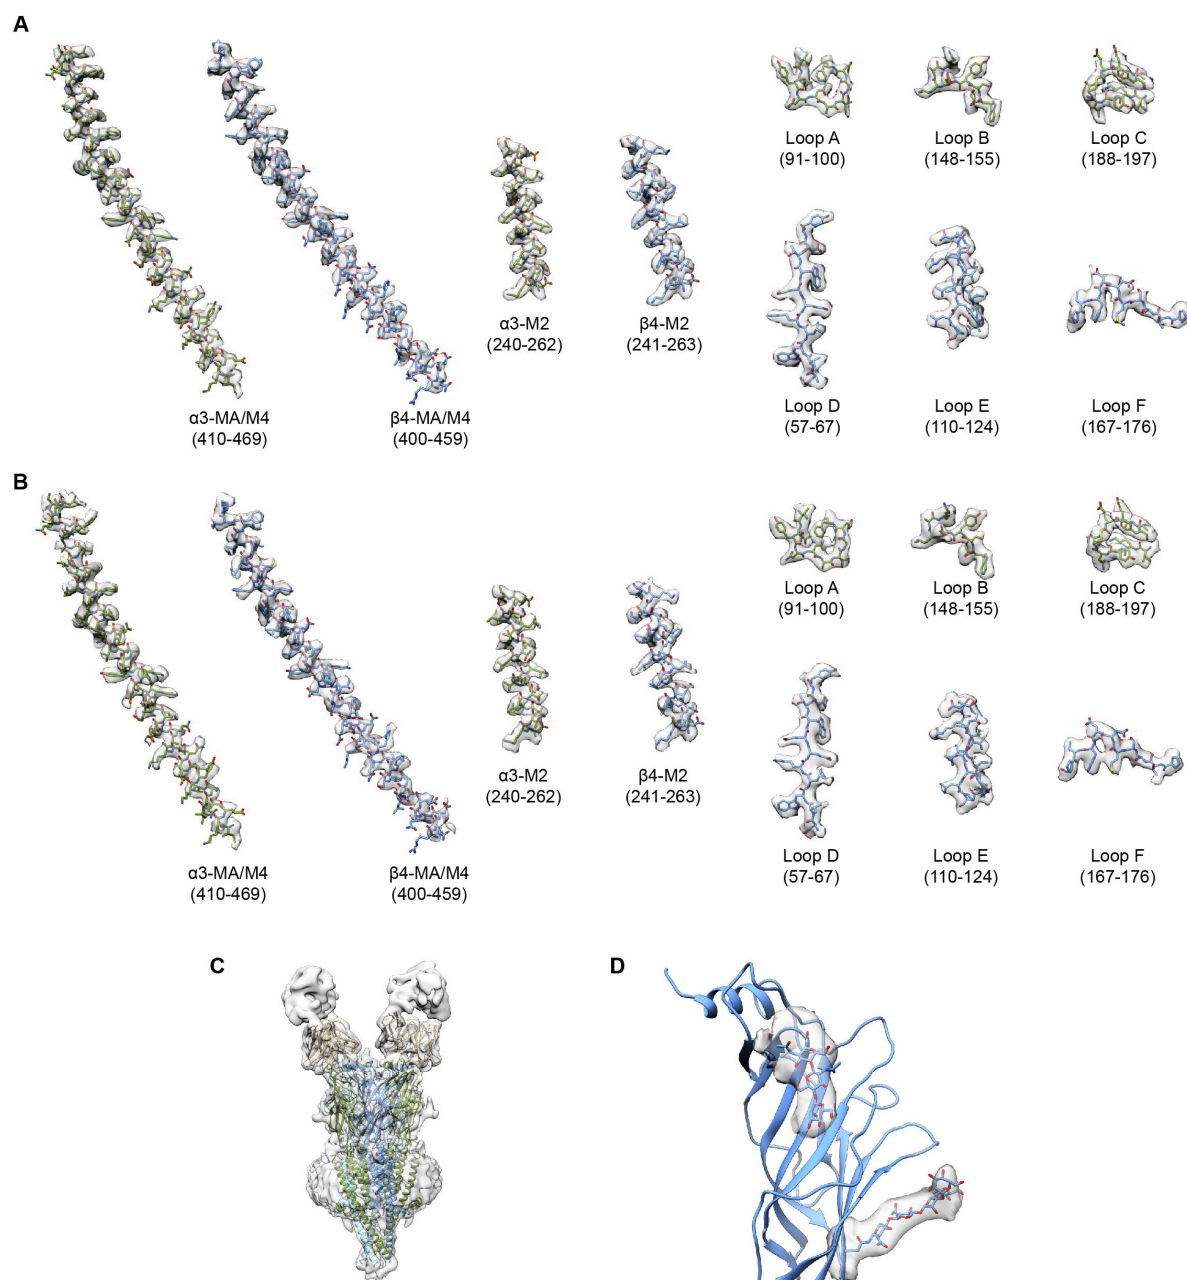 A
α3-MA/M4
(410-469)
β4-MA/M4
(400-459)
α3-M2
(240-262)
β4-M2
(241-263)
Loop A
(91-100)
Loop B
(148-155)
Loop C
(188-197)
Loop D
(57-67)
Loop E
(110-124)
Loop F
(167-176)
B
α3-MA/M4
(410-469)
β4-MA/M4
(400-459)
α3-M2
(240-262)
β4-M2
(241-263)
Loop A
(91-100)
Loop B
(148-155)
Loop C
(188-197)
Loop D
(57-67)
Loop E
(110-124)
Loop F
(167-176)
C
D